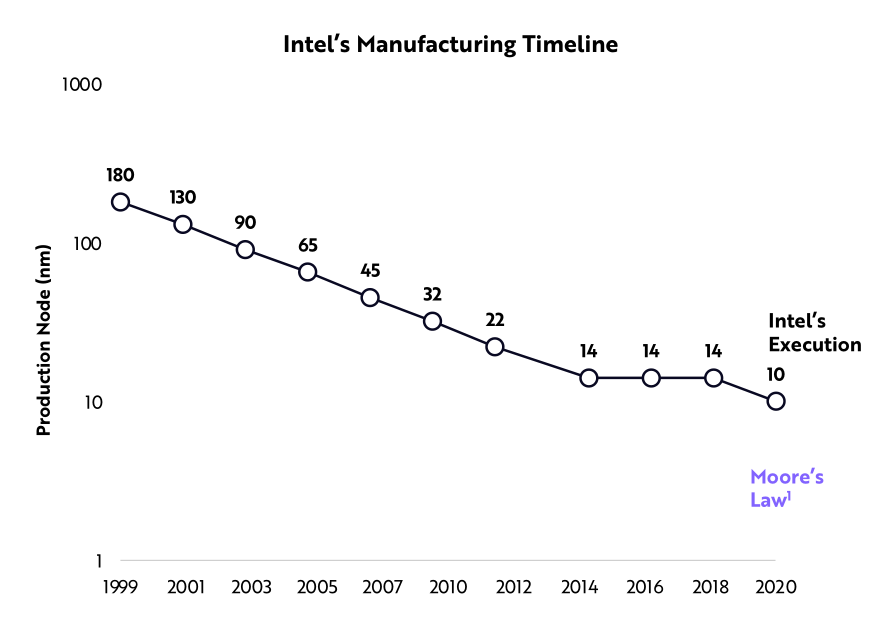 Intel’s Manufacturing Timeline
1000
180
130
90
100
65
45
32
22
14
14
14
10
Intel’s
Execution
10
Production Node (nm)
Moore’s
Law¹
1
1999 2001 2003 2005 2007 2010 2012 2014 2016 2018 2020